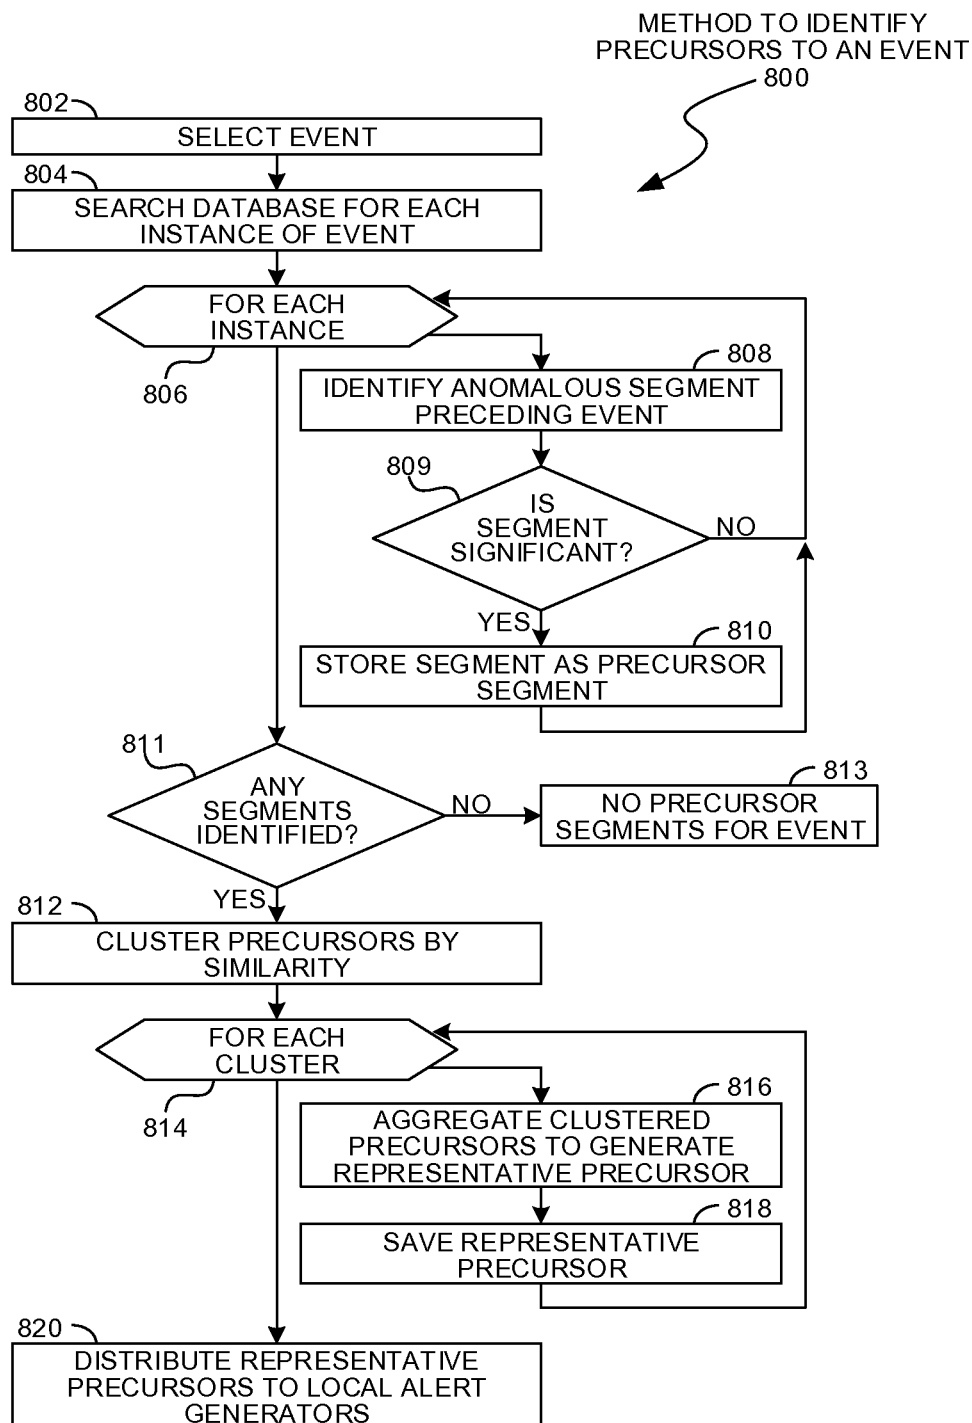 METHOD TO IDENTIFY
PRECURSORS TO AN EVENT
800
802
SELECT EVENT
804
SEARCH DATABASE FOR EACH
INSTANCE OF EVENT
FOR EACH
INSTANCE
806
808
IDENTIFY ANOMALOUS SEGMENT
PRECEDING EVENT
809
IS
SEGMENT
SIGNIFICANT?
NO
YES
810
STORE SEGMENT AS PRECURSOR
SEGMENT
811
ANY
SEGMENTS
IDENTIFIED?
NO
813
NO PRECURSOR
SEGMENTS FOR EVENT
YES
812
CLUSTER PRECURSORS BY
SIMILARITY
FOR EACH
CLUSTER
814
816
AGGREGATE CLUSTERED
PRECURSORS TO GENERATE
REPRESENTATIVE PRECURSOR
818
SAVE REPRESENTATIVE
PRECURSOR
820
DISTRIBUTE REPRESENTATIVE
PRECURSORS TO LOCAL ALERT
GENERATORS